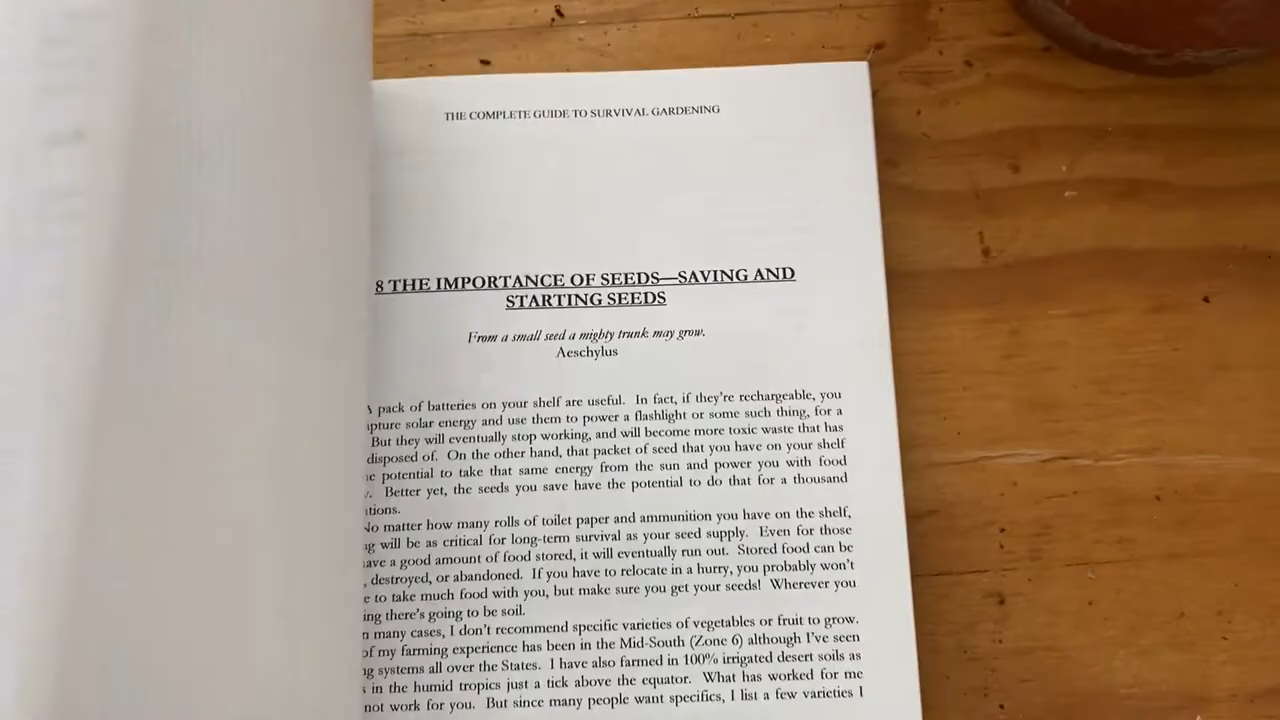 THE COMPLETE GUIDE TO SURVIVAL GARDENING
8 THE IMPORTANCE OF SEEDS—SAVING AND
STARTING SEEDS
From a small seed a mighty trunk may grow.
Aeschylus
pack of batteries on your shelf are useful. In fact, if they're rechargeable, you
solar energy and use them to power a flashlight or some such thing, for a
But they will eventually stop working, and will become more toxic waste that has
disposed of. On the other hand, that packet of seed that you have on your shelf
potential to take that same energy from the sun and power you with food
Better yet, the seeds you save have the potential to do that for a thousand
No matter how many rolls of toilet paper and ammunition you have on the shelf,
will be as critical for long-term survival as your seed supply. Even for those
have a good amount of food stored, it will eventually run out. Stored food can be
, destroyed, or abandoned. If you have to relocate in a hurry, you probably won't
to take much food with you, but make sure you get your seeds! Wherever you
there's going to be soil.
many cases, I don't recommend specific varieties of vegetables or fruit to grow.
of my farming experience has been in the Mid-South (Zone 6) although I've seen
systems all over the States. I have also farmed in 100% irrigated desert soils as
in the humid tropics just a tick above the equator. What has worked for me
not work for you. But since many people want specifics, I list a few varieties I